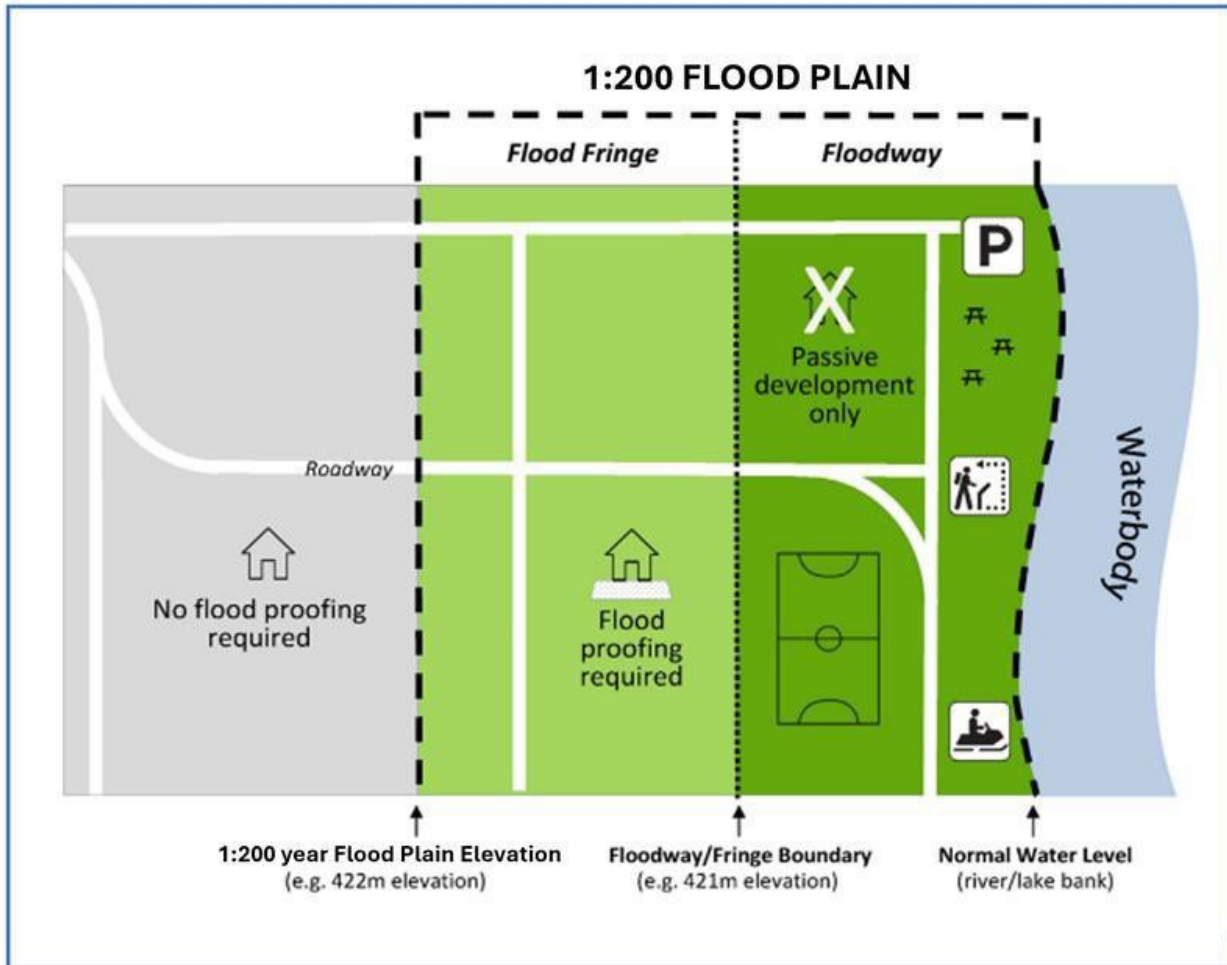 1:200 FLOOD PLAIN
Flood Fringe
Floodway
P
Passive
development
only
Roadway
Waterbody
No flood proofing
required
Flood
proofing
required
1:200 year Flood Plain Elevation
(e.g. 422m elevation)
Floodway/Fringe Boundary
(e.g. 421m elevation)
Normal Water Level
(river/lake bank)